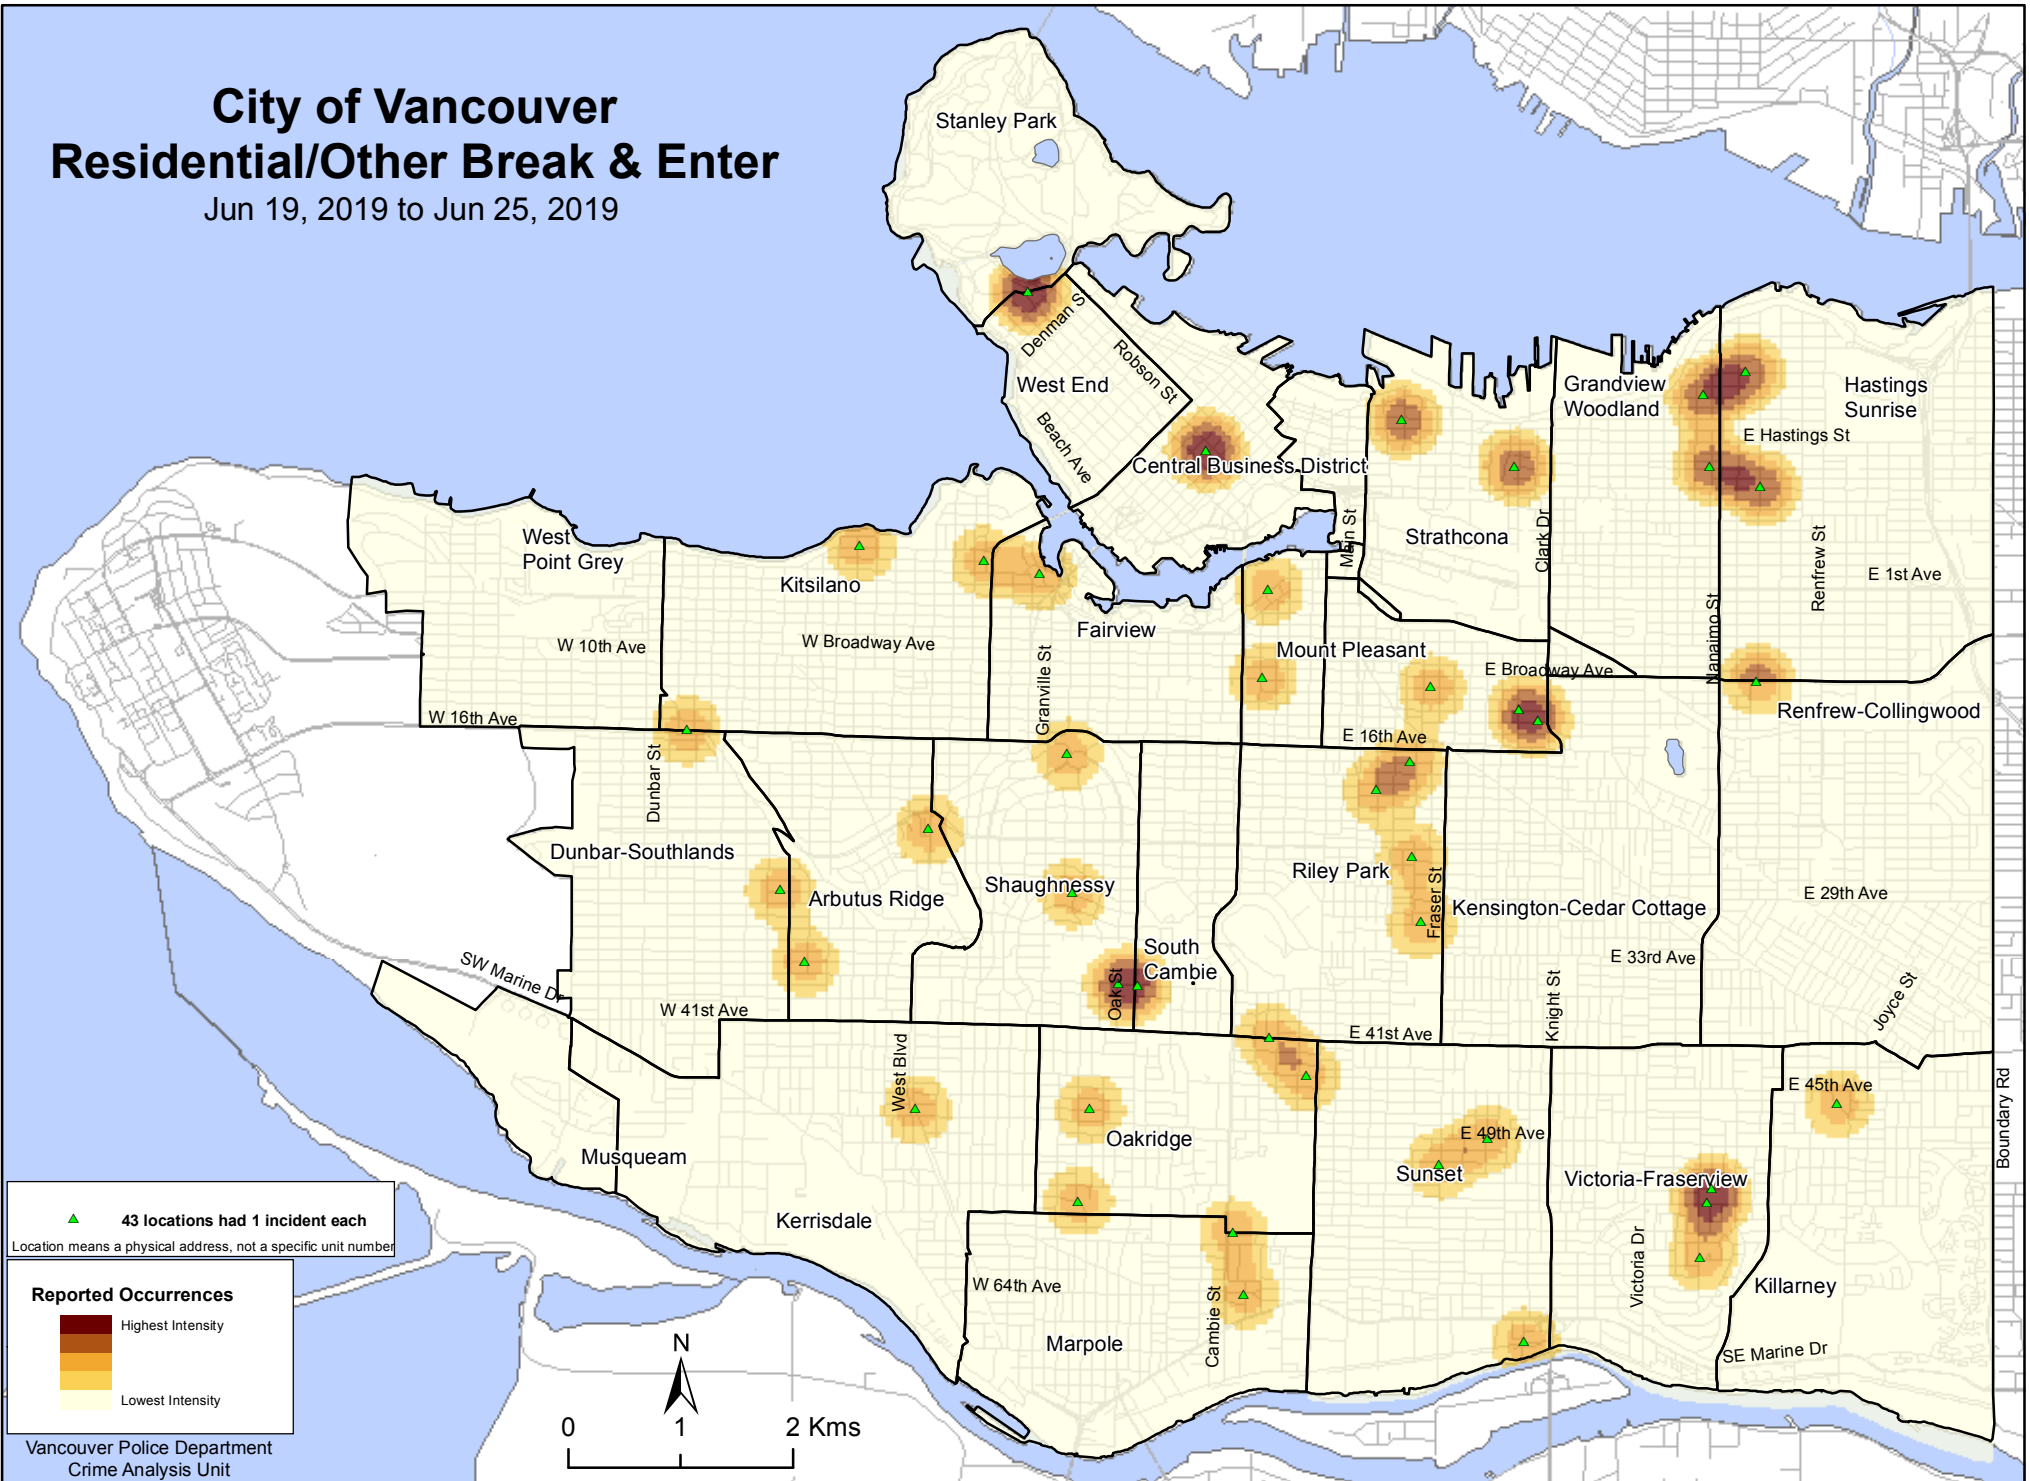 City of Vancouver
Residential/Other Break & Enter
Jun 19, 2019 to Jun 25, 2019
Stanley Park
Denman S
Robson St
West End
Beach Ave
Central Business District
Grandview
Woodland
Hastings
Sunrise
E Hastings St
West
Point Grey
Kitsilano
Strathcona
Main St
Clark Dr
Renfrew St
E 1st Ave
Nanaimo St
W 10th Ave
W Broadway Ave
Fairview
Granville St
Mount Pleasant
E Broadway Ave
W 16th Ave
E 16th Ave
Renfrew-Collingwood
Dunbar St
Dunbar-Southlands
Arbutus Ridge
Shaughnessy
Riley Park
Fraser St
Kensington-Cedar Cottage
E 29th Ave
South
Cambie
E 33rd Ave
SW Marine Dr
W 41st Ave
Oak St
E 41st Ave
Knight St
Joyce St
West Blvd
E 45th Ave
Boundary Rd
Oakridge
E 49th Ave
Musqueam
Sunset
Victoria-Fraserview
Kerrisdale
Victoria Dr
W 64th Ave
Cambie St
Killarney
Marpole
SE Marine Dr
43 locations had 1 incident each
Location means a physical address, not a specific unit number
Reported Occurrences
Highest Intensity
Lowest Intensity
Vancouver Police Department
Crime Analysis Unit
N
0 1 2 Kms